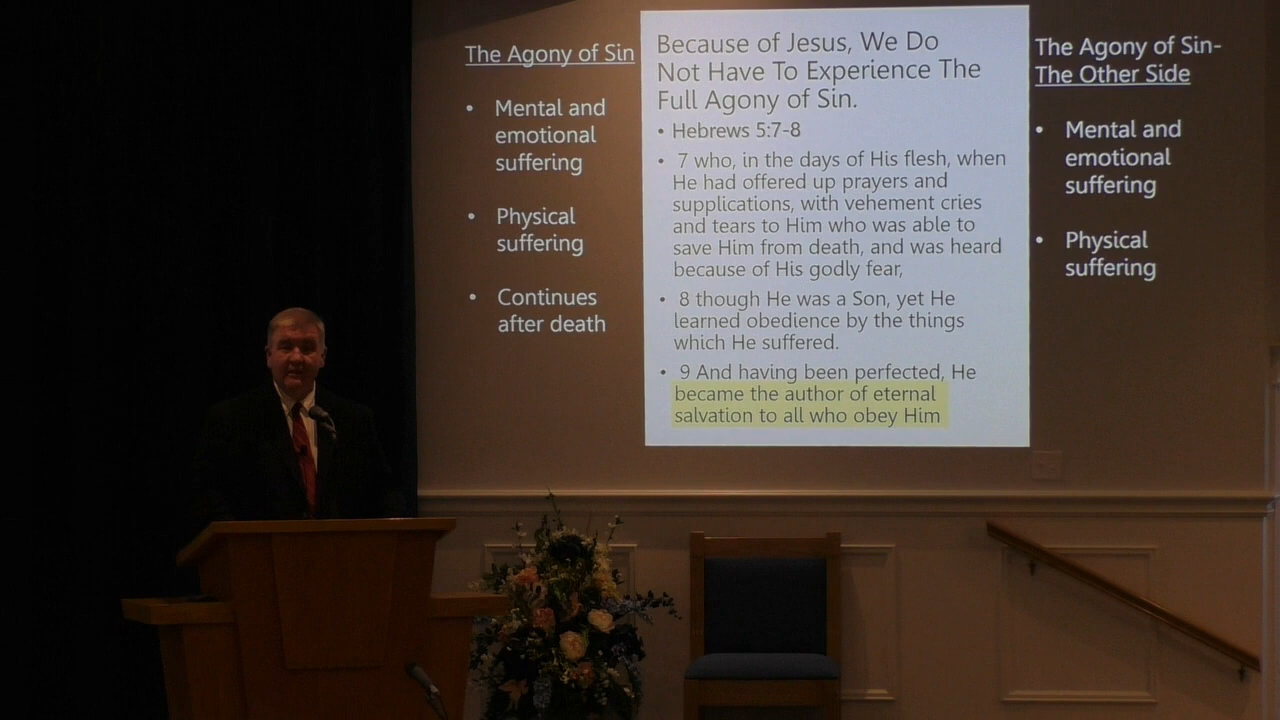 The Agony of Sin
• Mental and
emotional
suffering
• Physical
suffering
• Continues
after death
Because of Jesus, We Do
Not Have To Experience The
Full Agony of Sin.
• Hebrews 5:7-8
• 7 who, in the days of His flesh, when
He had offered up prayers and
supplications, with vehement cries
and tears to Him who was able to
save Him from death, and was heard
because of His godly fear,
• 8 though He was a Son, yet He
learned obedience by the things
which He suffered.
• 9 And having been perfected, He
became the author of eternal
salvation to all who obey Him
The Agony of Sin-
The Other Side
• Mental and
emotional
suffering
• Physical
suffering